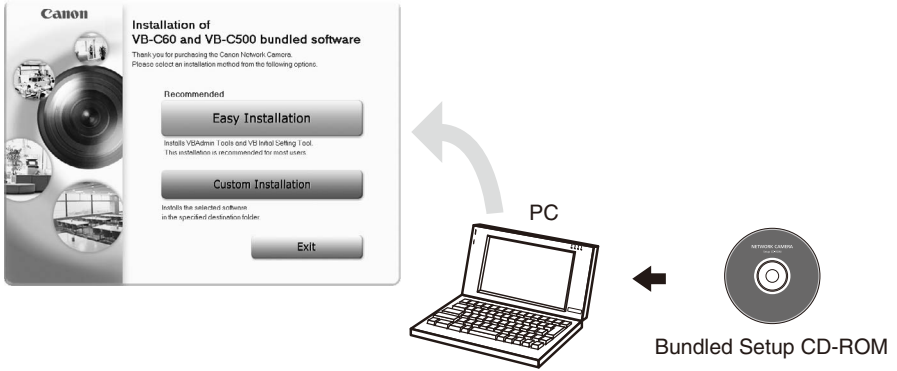 Canon
Installation of
VB-C60 and VB-C500 bundled software
Thank you for purchasing the Canon Network Camera.
Please select an installation method from the following options.
Recommended
Easy Installation
Installs VBAdmin Tools and VB Initial Setting Tool.
This installation is recommended for most users.
Custom Installation
Installs the selected software
in the specified destination folder.
Exit
PC
NETWORK CAMERA
Bundled Setup CD-ROM